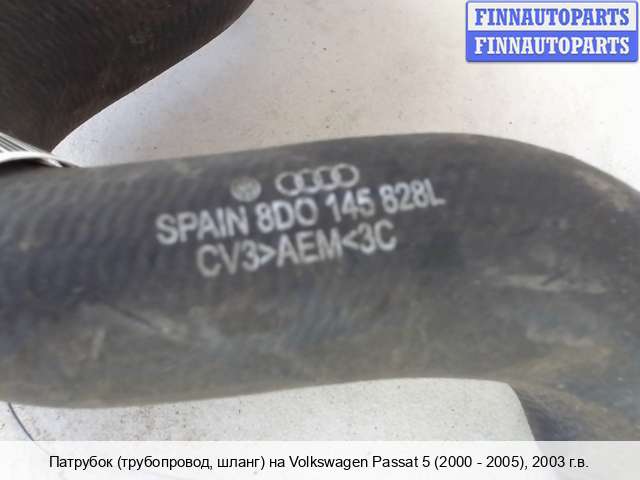 FINNAUTOPARTS
FINNAUTOPARTS
SPAIN 8D0 145 828L
CV3>AEM<3C
Патрубок (трубопровод, шланг) на Volkswagen Passat 5 (2000 - 2005), 2003 г.в.